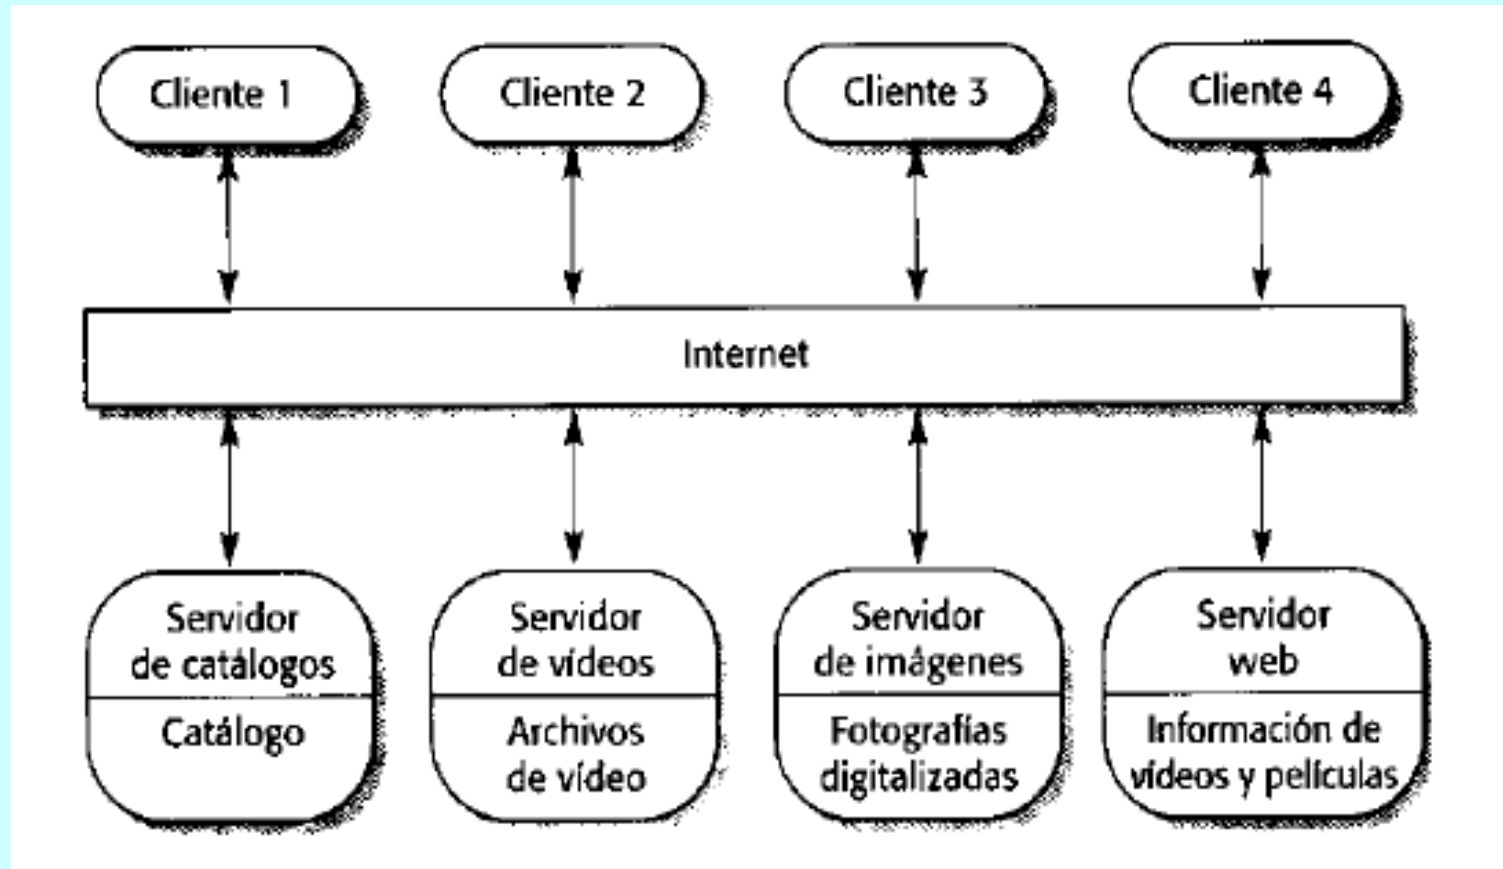 Cliente 1
Cliente 2
Cliente 3
Cliente 4
Internet
Servidor
de catálogos
Catálogo
Servidor
de vídeos
Archivos
de vídeo
Servidor
de imágenes
Fotografías
digitalizadas
Servidor
web
Información de
vídeos y películas